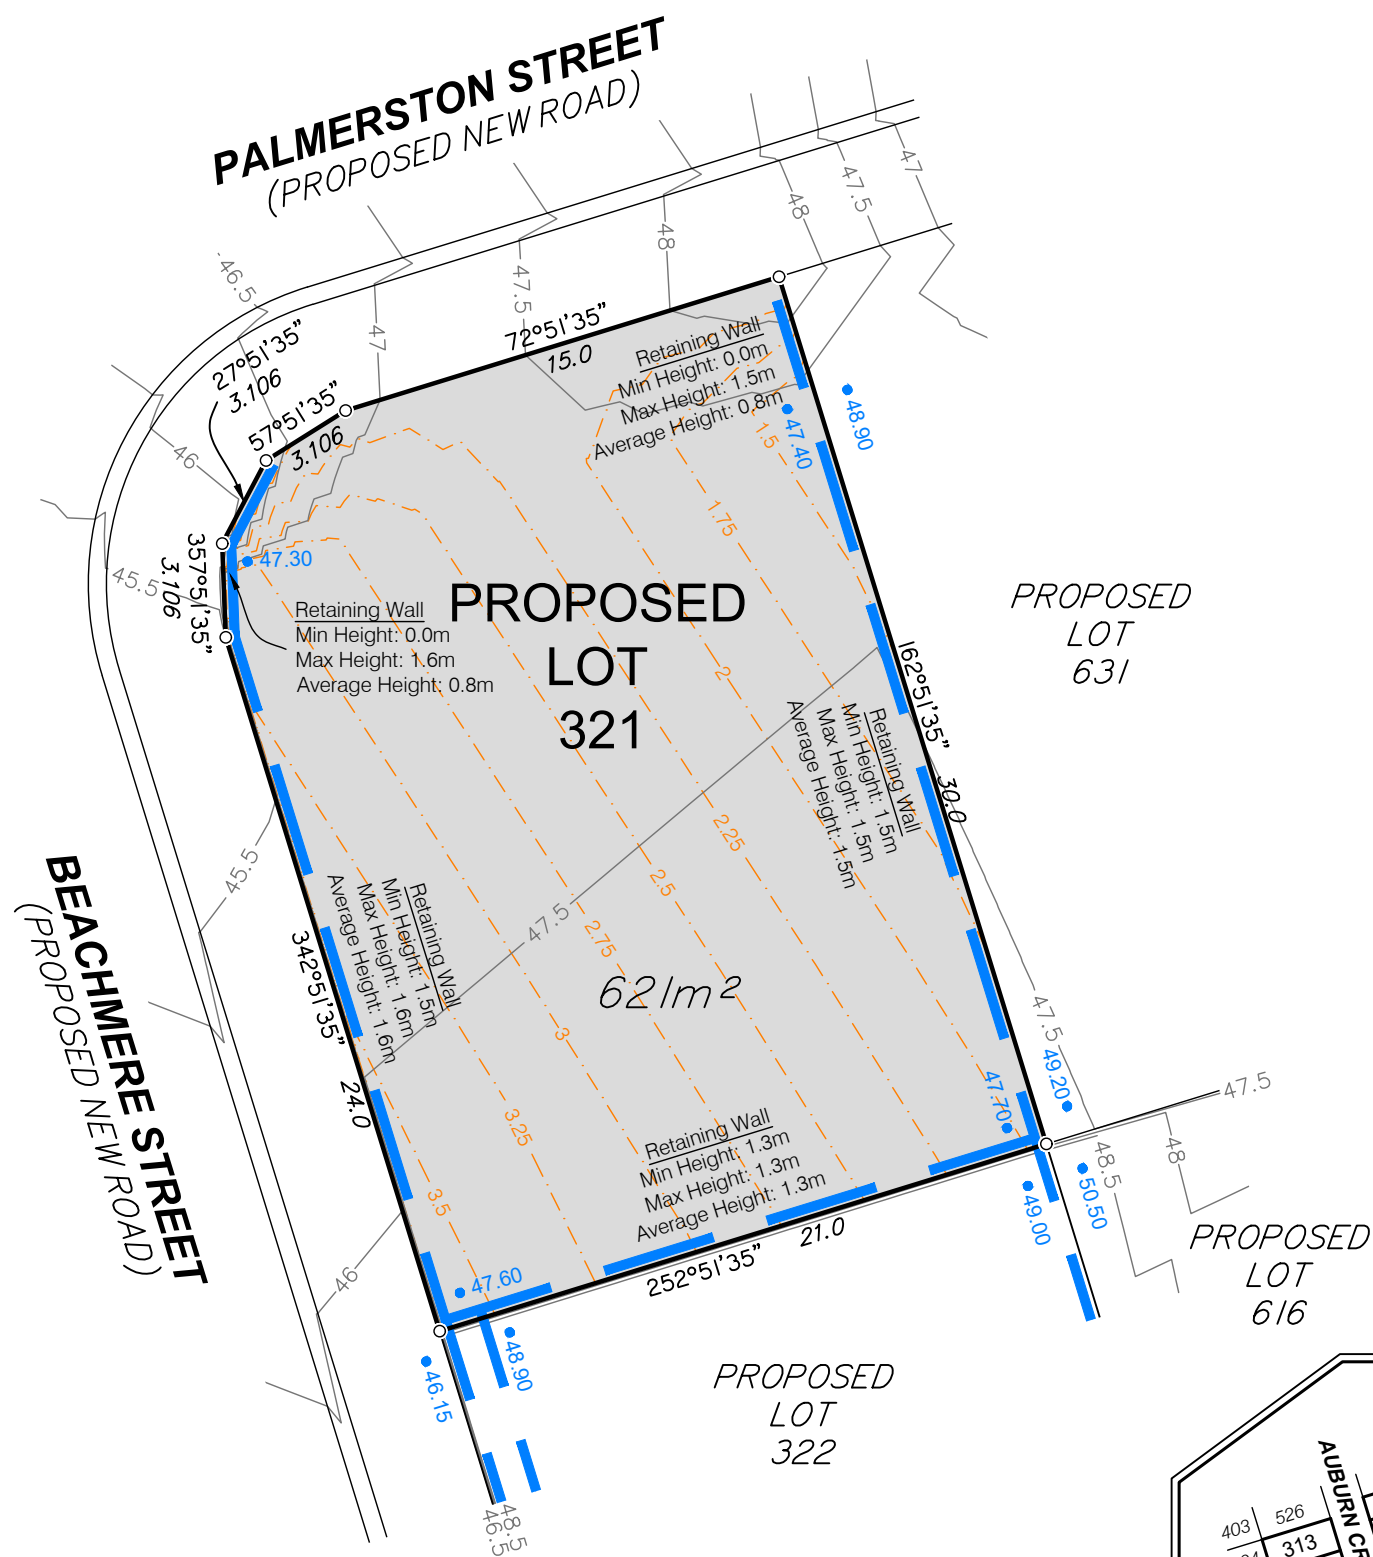 PALMERSTON STREET
(PROPOSED NEW ROAD)
46.5
47
47.5
48
48
47.5
47
27°51'35"
3.106
57°51'35"
3.106
72°51'35"
15.0
Retaining Wall
Min Height: 0.0m
Max Height: 1.5m
Average Height: 0.8m
47.40
48.90
1.5
46
1.75
357°51'35"
3.106
45.5
47.30
Retaining Wall
Min Height: 0.0m
Max Height: 1.6m
Average Height: 0.8m
PROPOSED
LOT
321
PROPOSED
LOT
631
2
162°51'35"
30.0
Retaining Wall
Min Height: 1.5m
Max Height: 1.5m
Average Height: 1.5m
2.25
2.5
2.75
47.5
45.5
Retaining Wall
Min Height: 1.5m
Max Height: 1.6m
Average Height: 1.6m
342°51'35"
24.0
BEACHMERE STREET
(PROPOSED NEW ROAD)
621m²
3
3.25
3.5
47.5
49.20
47.70
47.5
48.5
48
50.50
49.00
Retaining Wall
Min Height: 1.3m
Max Height: 1.3m
Average Height: 1.3m
21.0
252°51'35"
46
47.60
48.90
46.15
PROPOSED
LOT
616
PROPOSED
LOT
322
46.5
48.5
AUBURN CR
403
526
313